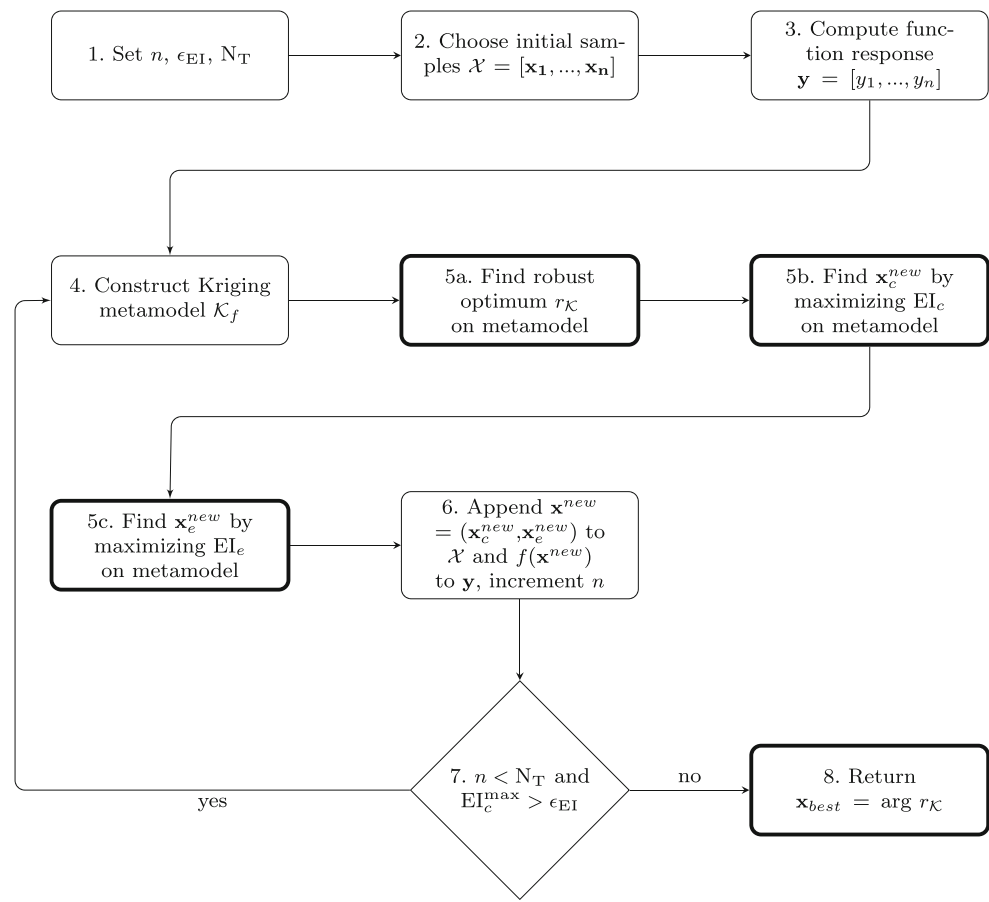 1. Set n, ϵ_EI, N_T
2. Choose initial sam-
ples 𝒳 = [x_1, ..., x_n]
3. Compute func-
tion response
y = [y_1, ..., y_n]
4. Construct Kriging
metamodel 𝒦_f
5a. Find robust
optimum r_𝒦
on metamodel
5b. Find x_c^new by
maximizing EI_c
on metamodel
5c. Find x_e^new by
maximizing EI_e
on metamodel
6. Append x^new
= (x_c^new,x_e^new) to
𝒳 and f(x^new)
to y, increment n
7. n < N_T and
EI_c^max > ϵ_EI
yes
no
8. Return
x_best = arg r_𝒦